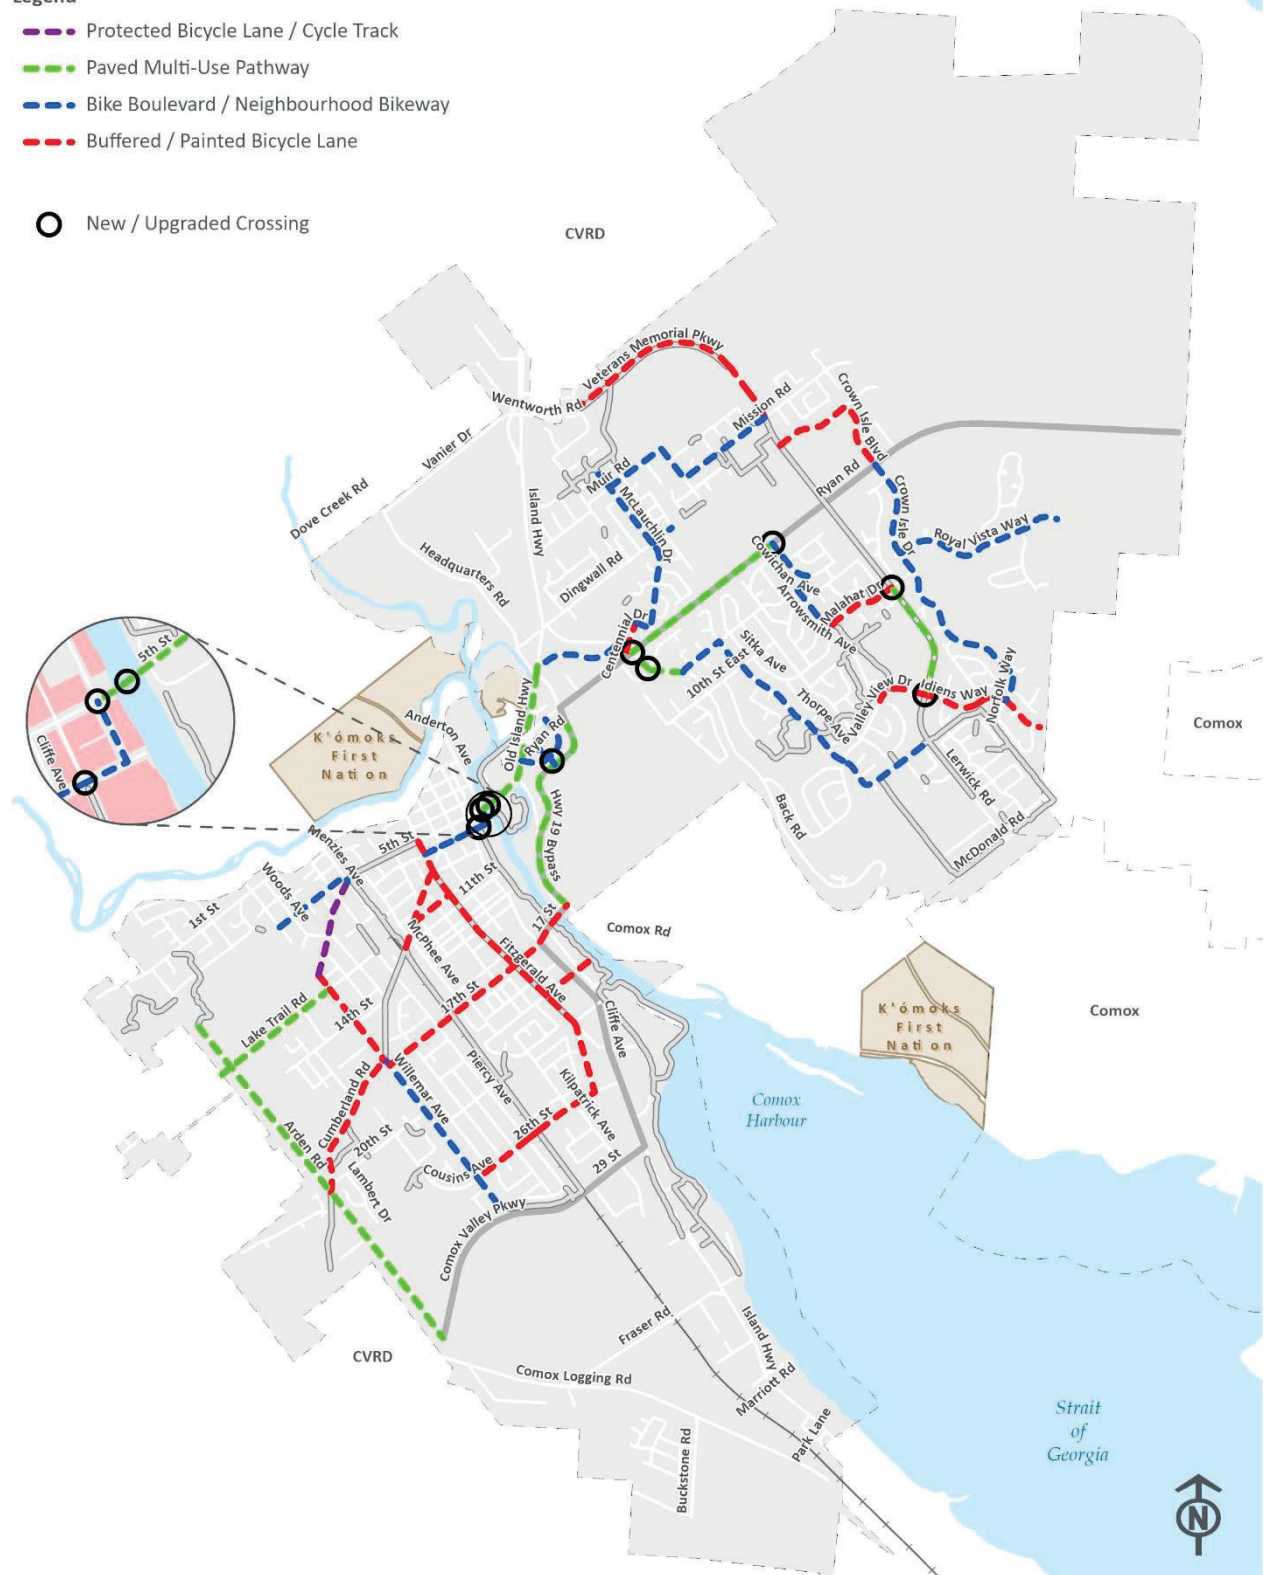 Legend
Protected Bicycle Lane / Cycle Track
Paved Multi-Use Pathway
Bike Boulevard / Neighbourhood Bikeway
Buffered / Painted Bicycle Lane
New / Upgraded Crossing
CVRD
Veterans Memorial Pkwy
Wentworth Rd
Mission Rd
Crown Isle Blvd
Vanier Dr
Muir Rd
Ryan Rd
Dove Creek Rd
Island Hwy
McLauchlin Dr
Crown Isle Dr
Royal Vista Way
Headquarters Rd
Dingwall Rd
Cowichan Ave
Malahat Dr
Arrowsmith Ave
Centennial Dr
Sitka Ave
10th St East
Thorpe Ave
Valley View Dr
Idiens Way
Norfolk Way
5th St
Cliffe Ave
K'ómoks
First
Nation
Anderton Ave
Old Island Hwy
Ryan Rd
Comox
Lerwick Rd
Back Rd
McDonald Rd
Hwy 19 Bypass
Menzies Ave
5th St
Woods Ave
11th St
1st St
17 St
Comox Rd
McPhee Ave
Fitzgerald Ave
K'ómoks
First
Nation
Comox
Lake Trail Rd
14th St
17th St
Cliffe Ave
Cumberland Rd
Willemar Ave
Piercy Ave
Kilpatrick Ave
Comox
Harbour
Arden Rd
20th St
26th St
Lambert Dr
Cousins Ave
29 St
Comox Valley Pkwy
Fraser Rd
Island Hwy
CVRD
Comox Logging Rd
Marriott Rd
Park Lane
Buckstone Rd
Strait
of
Georgia
N